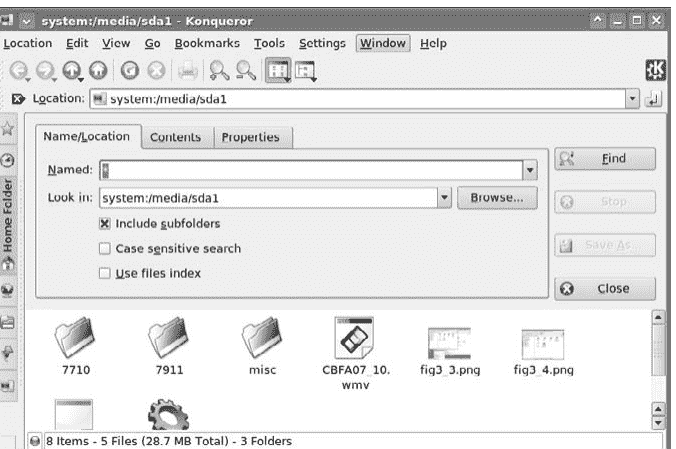 system:/media/sda1 - Konqueror
Location Edit View Go Bookmarks Tools Settings Window Help
Location: system:/media/sda1
Name/Location Contents Properties
Named: * Find
Look in: system:/media/sda1 Browse... Stop
Include subfolders
Case sensitive search Save As...
Use files index
Close
Home Folder
7710 7911 misc CBFA07_10. fig3_3.png fig3_4.png
wmv
8 Items - 5 Files (28.7 MB Total) - 3 Folders